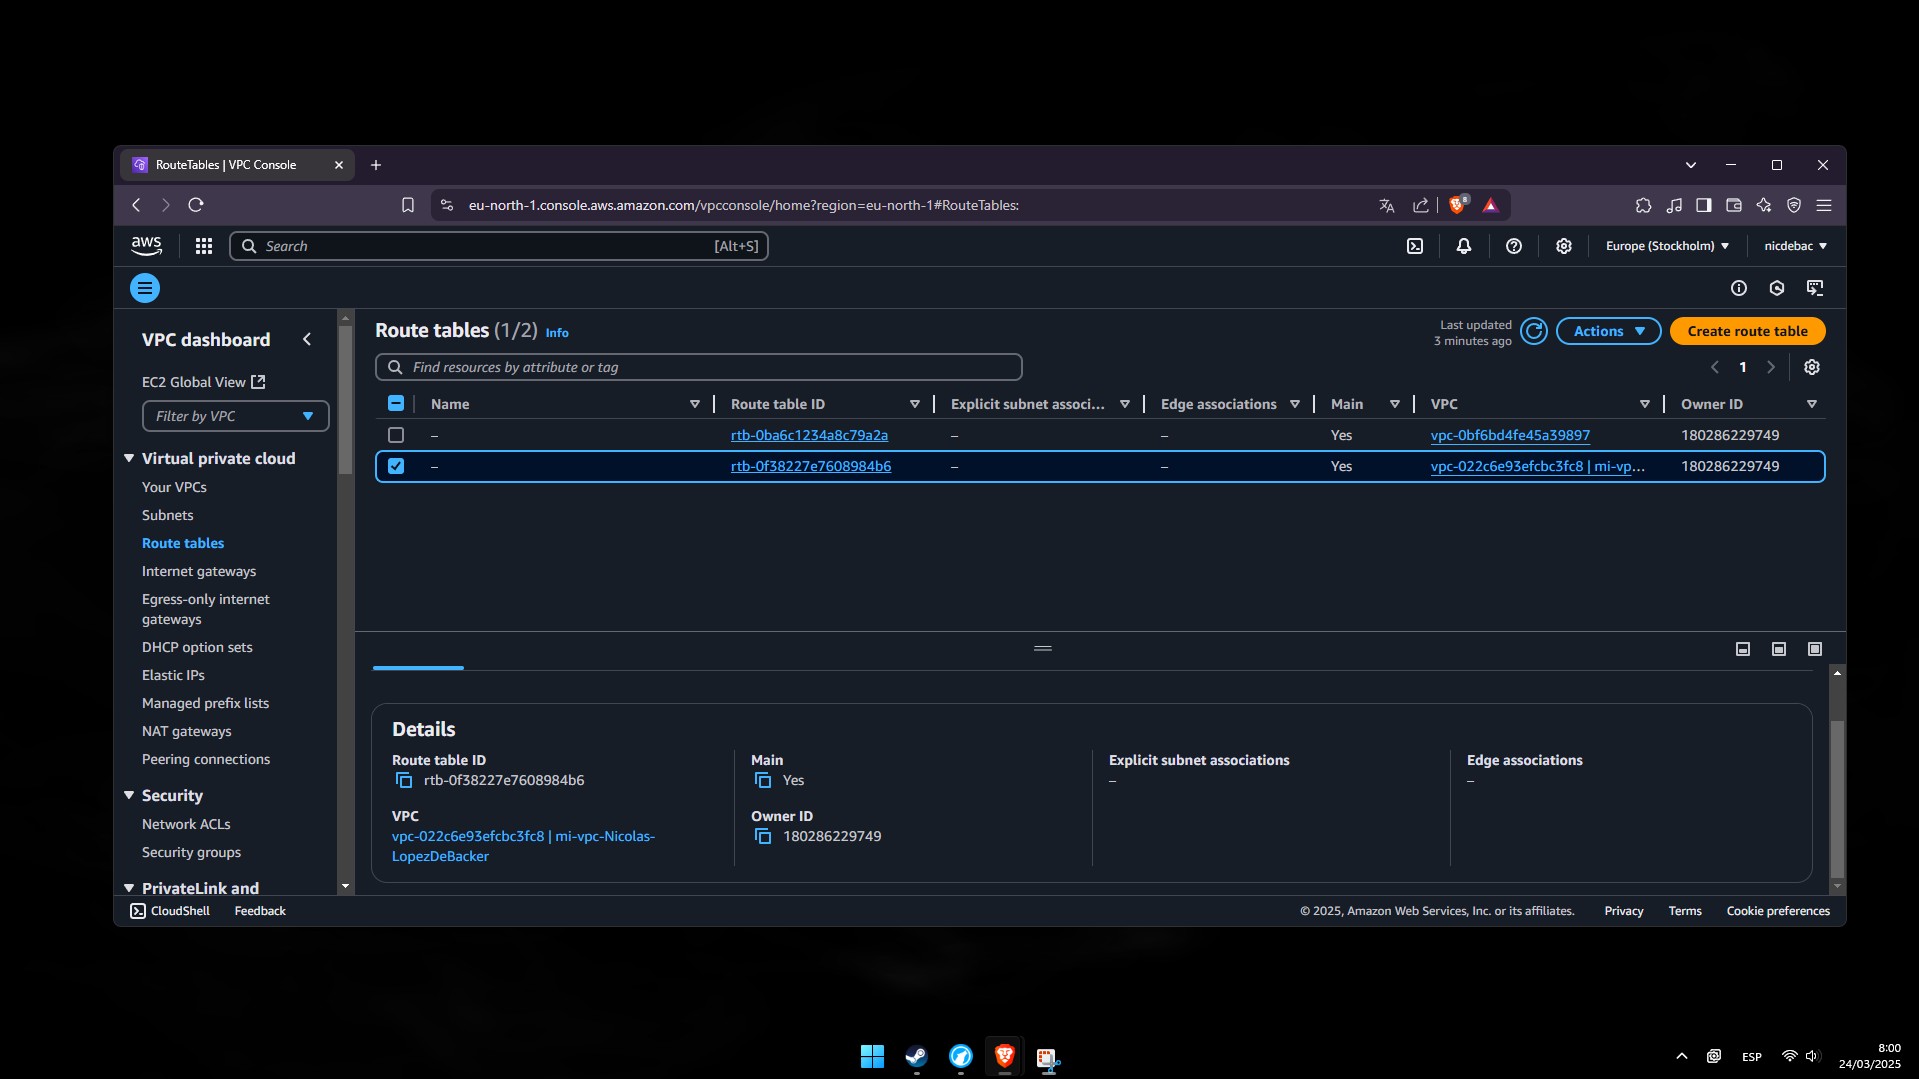 RouteTables | VPC Console
eu-north-1.console.aws.amazon.com/vpcconsole/home?region=eu-north-1#RouteTables:
8
aws
Search
[Alt+S]
Europe (Stockholm)
nicdebac
VPC dashboard
EC2 Global View
Filter by VPC
Virtual private cloud
Your VPCs
Subnets
Route tables
Internet gateways
Egress-only internet
gateways
DHCP option sets
Elastic IPs
Managed prefix lists
NAT gateways
Peering connections
Security
Network ACLs
Security groups
PrivateLink and
Route tables (1/2) Info
Last updated
3 minutes ago
Actions
Create route table
Find resources by attribute or tag
1
Name Route table ID Explicit subnet associ... Edge associations Main VPC Owner ID
– rtb-0ba6c1234a8c79a2a – – Yes vpc-0bf6bd4fe45a39897 180286229749
– rtb-0f38227e7608984b6 – – Yes vpc-022c6e93efcbc3fc8 | mi-vp... 180286229749
Details
Route table ID
rtb-0f38227e7608984b6
VPC
vpc-022c6e93efcbc3fc8 | mi-vpc-Nicolas-
LopezDeBacker
Main
Yes
Owner ID
180286229749
Explicit subnet associations
–
Edge associations
–
CloudShell Feedback
© 2025, Amazon Web Services, Inc. or its affiliates. Privacy Terms Cookie preferences
ESP
8:00
24/03/2025